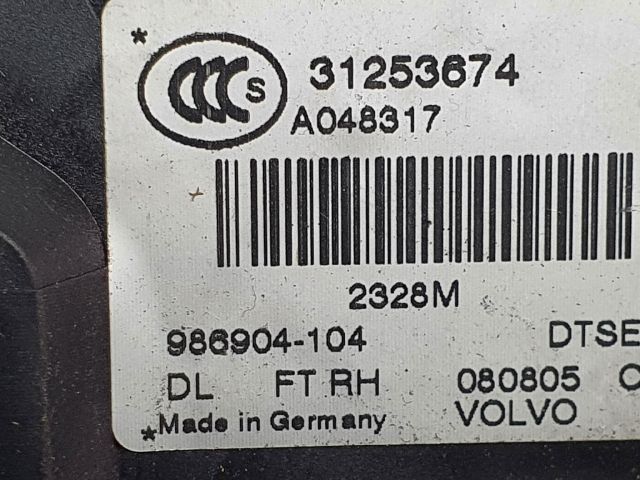 CCC S 31253674
A048317
2328M
986904-104 DTSE
DL FT RH 080805
*Made in Germany VOLVO